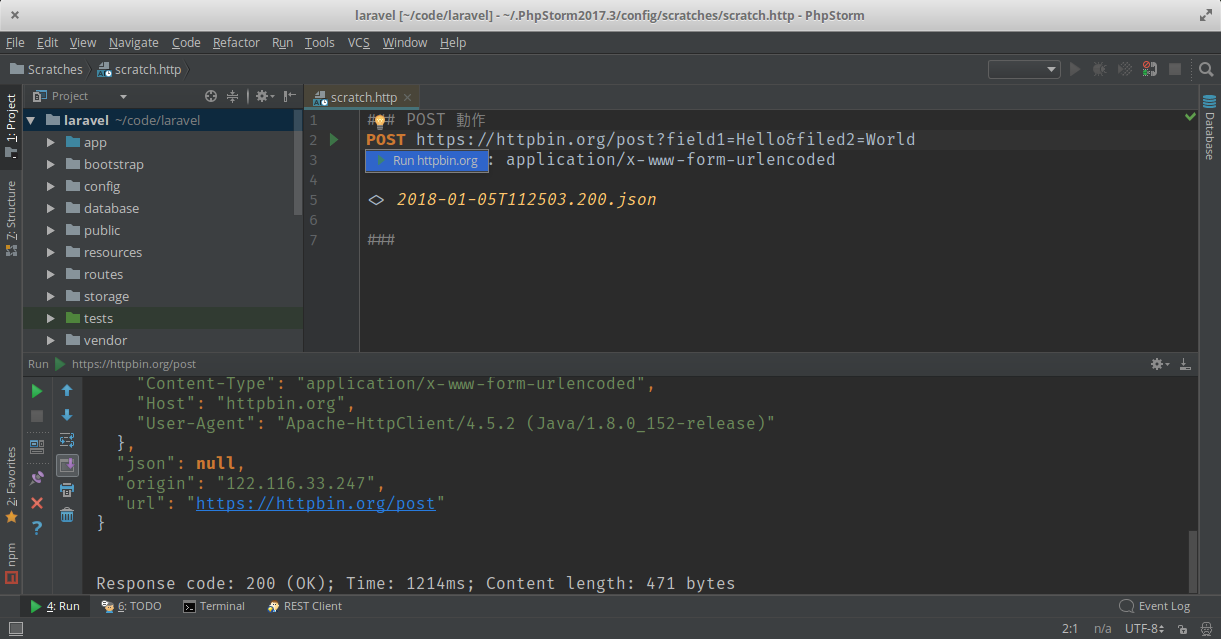 laravel [~/code/laravel] - ~/.PhpStorm2017.3/config/scratches/scratch.http - PhpStorm
File Edit View Navigate Code Refactor Run Tools VCS Window Help
Scratches scratch.http
1: Project
7: Structure
2: Favorites
npm
Project
laravel ~/code/laravel
app
bootstrap
config
database
public
resources
routes
storage
tests
vendor
scratch.http
1 ### POST 動作
2 POST https://httpbin.org/post?field1=Hello&filed2=World
3 Run httpbin.org : application/x-www-form-urlencoded
4
5 <> 2018-01-05T112503.200.json
6
7 ###
Database
Run https://httpbin.org/post
"Content-Type": "application/x-www-form-urlencoded",
"Host": "httpbin.org",
"User-Agent": "Apache-HttpClient/4.5.2 (Java/1.8.0_152-release)"
},
"json": null,
"origin": "122.116.33.247",
"url": "https://httpbin.org/post"
}
Response code: 200 (OK); Time: 1214ms; Content length: 471 bytes
4: Run 6: TODO Terminal REST Client Event Log
2:1 n/a UTF-8